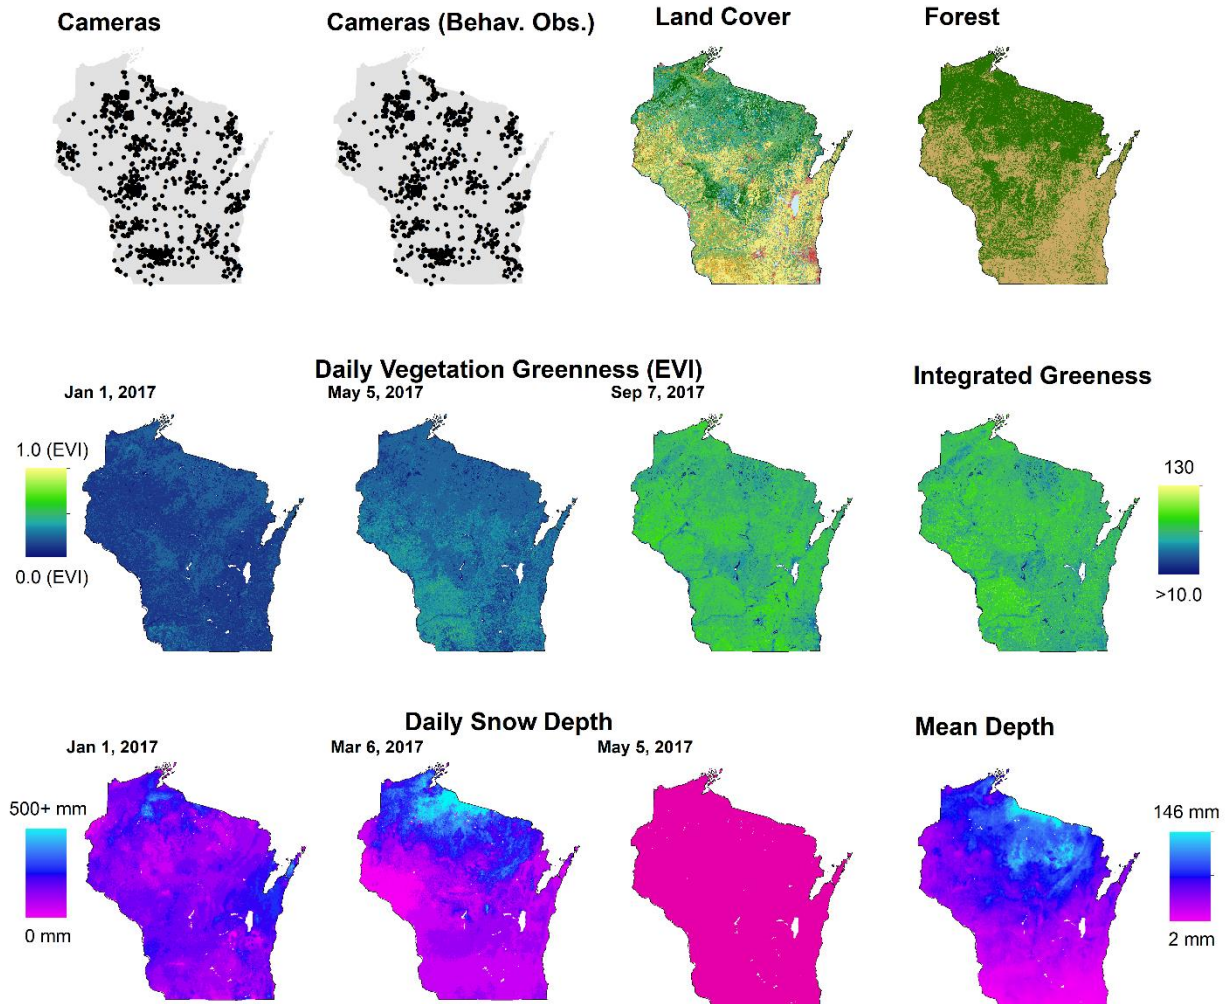 Cameras
Cameras (Behav. Obs.)
Land Cover
Forest
Daily Vegetation Greenness (EVI)
Integrated Greeness
Jan 1, 2017
May 5, 2017
Sep 7, 2017
1.0 (EVI)
0.0 (EVI)
130
>10.0
Daily Snow Depth
Mean Depth
Jan 1, 2017
Mar 6, 2017
May 5, 2017
500+ mm
0 mm
146 mm
2 mm